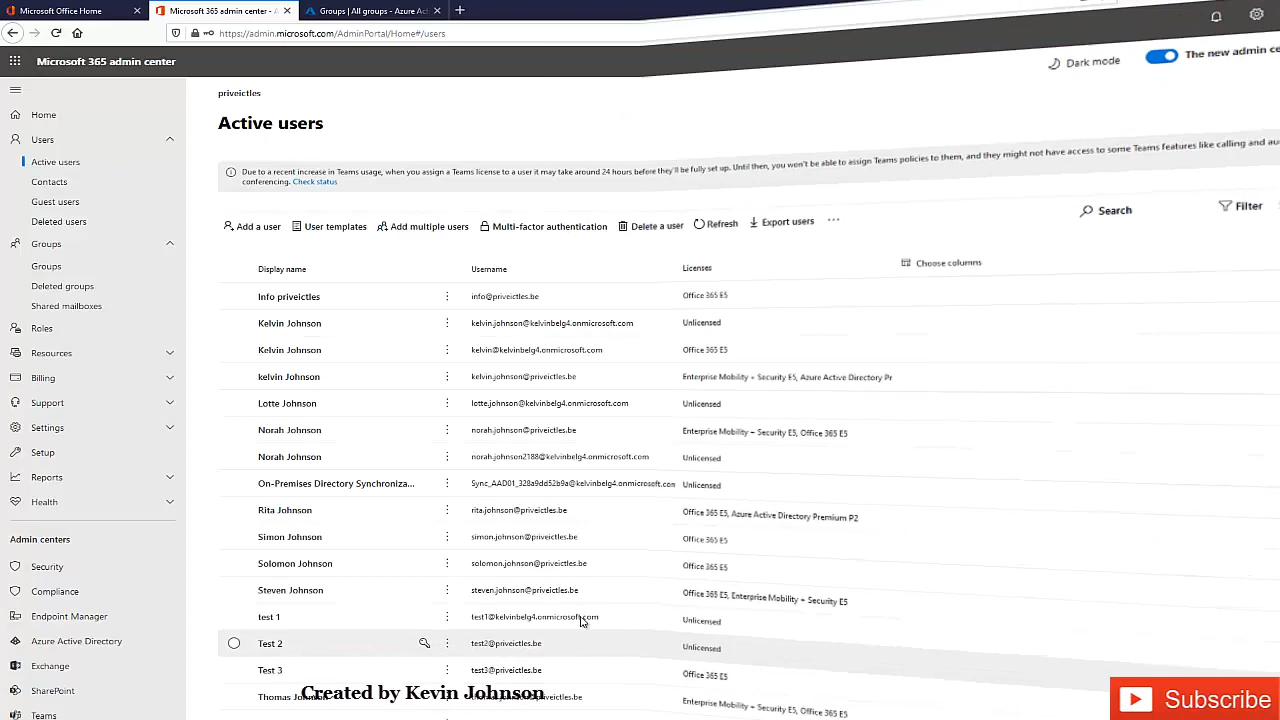 Microsoft Office Home
Microsoft 365 admin center - A
Groups | All groups - Azure Act
https://admin.microsoft.com/AdminPortal/Home#/users
Microsoft 365 admin center
Dark mode
The new admin ce
priveictles
Active users
Due to a recent increase in Teams usage, when you assign a Teams license to a user it may take around 24 hours before they'll be fully set up. Until then, you won't be able to assign Teams policies to them, and they might not have access to some Teams features like calling and au
conferencing. Check status
Add a user
User templates
Add multiple users
Multi-factor authentication
Delete a user
Refresh
Export users
Search
Filter
Display name
Username
Licenses
Choose columns
Info priveictles
info@priveictles.be
Office 365 E5
Kelvin Johnson
kelvin.johnson@kelvinbelg4.onmicrosoft.com
Unlicensed
Kelvin Johnson
kelvin@kelvinbelg4.onmicrosoft.com
Office 365 E5
kelvin Johnson
kelvin.johnson@priveictles.be
Enterprise Mobility + Security E5, Azure Active Directory Pr
Lotte Johnson
lotte.johnson@kelvinbelg4.onmicrosoft.com
Unlicensed
Norah Johnson
norah.johnson@priveictles.be
Enterprise Mobility + Security E5, Office 365 E5
Norah Johnson
norah.johnson2188@kelvinbelg4.onmicrosoft.com
Unlicensed
On-Premises Directory Synchroniza...
Sync_AAD01_328a9dd52b9a@kelvinbelg4.onmicrosoft.com
Unlicensed
Rita Johnson
rita.johnson@priveictles.be
Office 365 E5, Azure Active Directory Premium P2
Simon Johnson
simon.johnson@priveictles.be
Office 365 E5
Solomon Johnson
solomon.johnson@priveictles.be
Office 365 E5
Steven Johnson
steven.johnson@priveictles.be
Office 365 E5, Enterprise Mobility + Security E5
test 1
test1@kelvinbelg4.onmicrosoft.com
Unlicensed
Test 2
test2@priveictles.be
Unlicensed
Test 3
test3@priveictles.be
Office 365 E5
Thomas
@priveictles.be
Enterprise Mobility + Security E5, Office 365 E5
Home
Users
Active users
Contacts
Guest users
Deleted users
Groups
Groups
Deleted groups
Shared mailboxes
Roles
Resources
Billing
Support
Settings
Setup
Reports
Health
Admin centers
Security
Compliance
Endpoint Manager
Azure Active Directory
Exchange
SharePoint
Teams
Created by Kevin Johnson
Subscribe